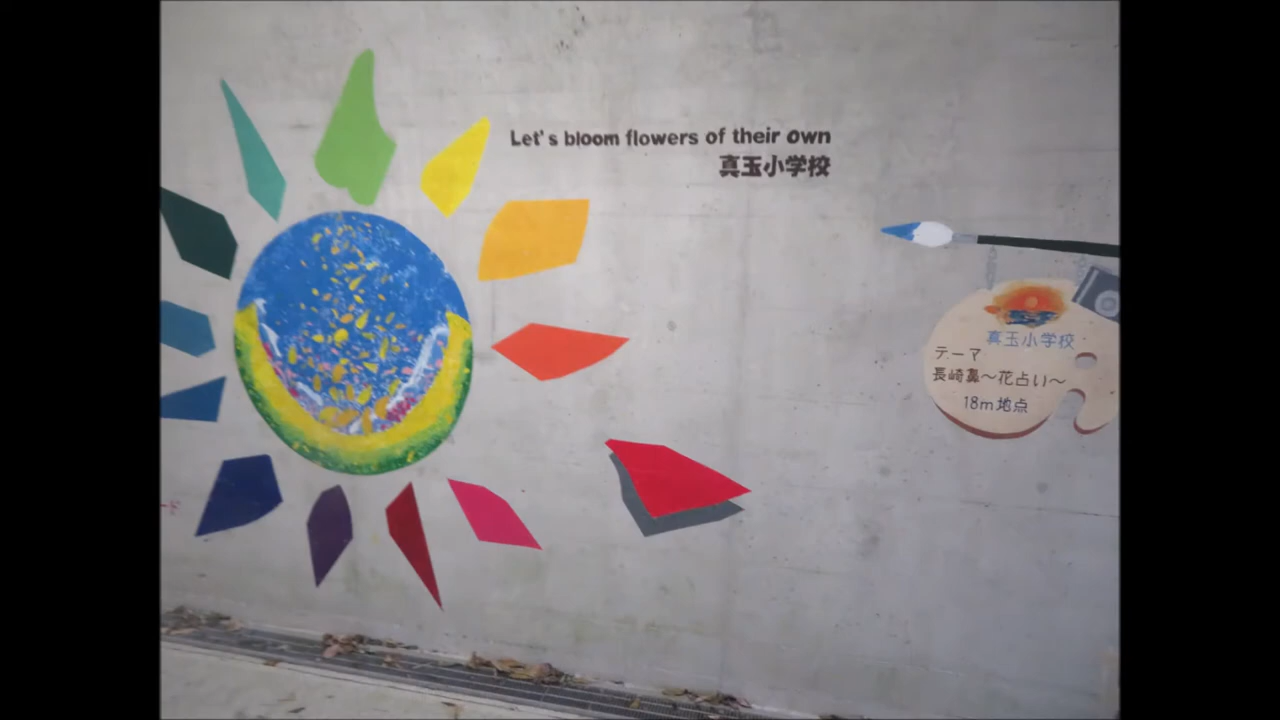 Let's bloom flowers of their own
真玉小学校
真玉小学校
テーマ
長崎鼻～花占い～
18m地点